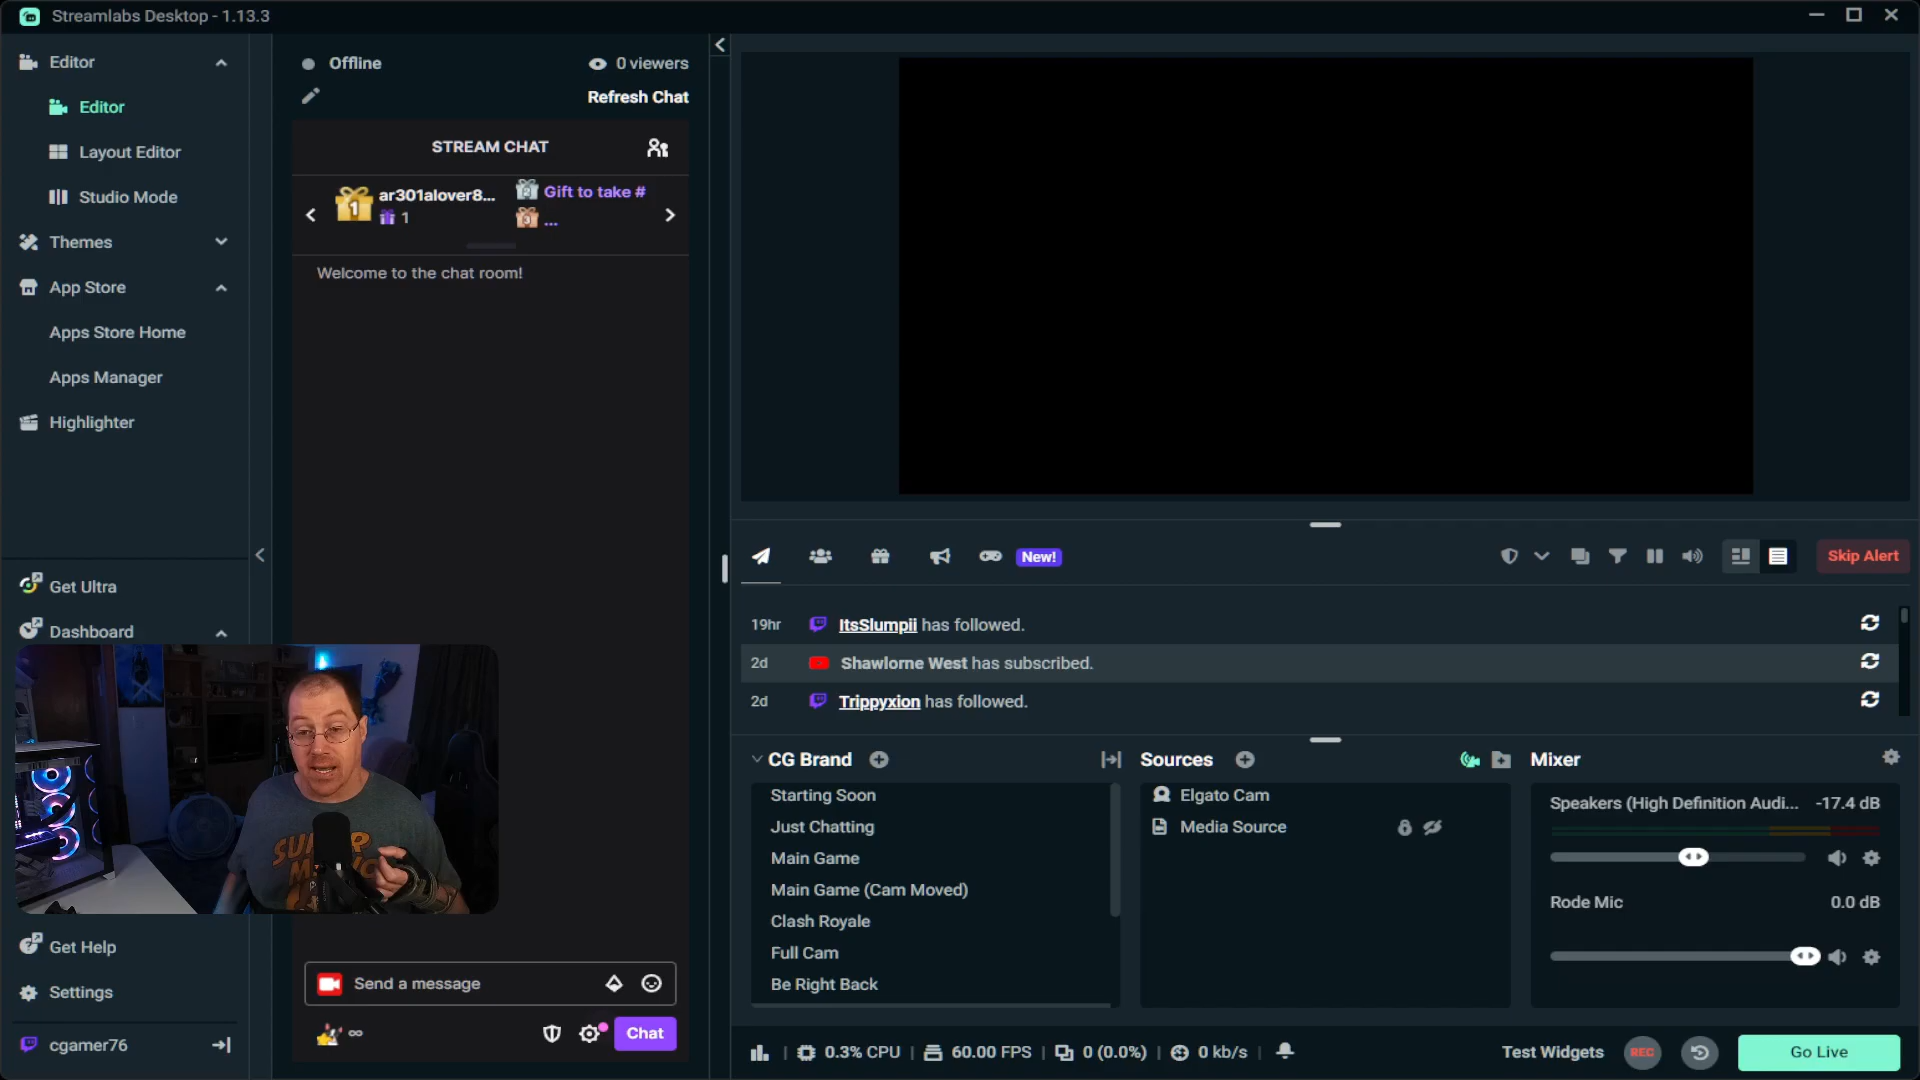 Streamlabs Desktop - 1.13.3
Editor
Editor
Layout Editor
Studio Mode
Themes
App Store
Apps Store Home
Apps Manager
Highlighter
Get Ultra
Dashboard
Get Help
Settings
cgamer76
Offline
0 viewers
Refresh Chat
STREAM CHAT
1
ar301alover8...
1
2
Gift to take #
3
...
Welcome to the chat room!
Send a message
∞
Chat
New!
Skip Alert
19hr ItsSlumpii has followed.
2d Shawlorne West has subscribed.
2d Trippyxion has followed.
CG Brand
Starting Soon
Just Chatting
Main Game
Main Game (Cam Moved)
Clash Royale
Full Cam
Be Right Back
Sources
Elgato Cam
Media Source
Mixer
Speakers (High Definition Audi... -17.4 dB
Rode Mic 0.0 dB
0.3% CPU
60.00 FPS
0 (0.0%)
0 kb/s
Test Widgets
REC
Go Live